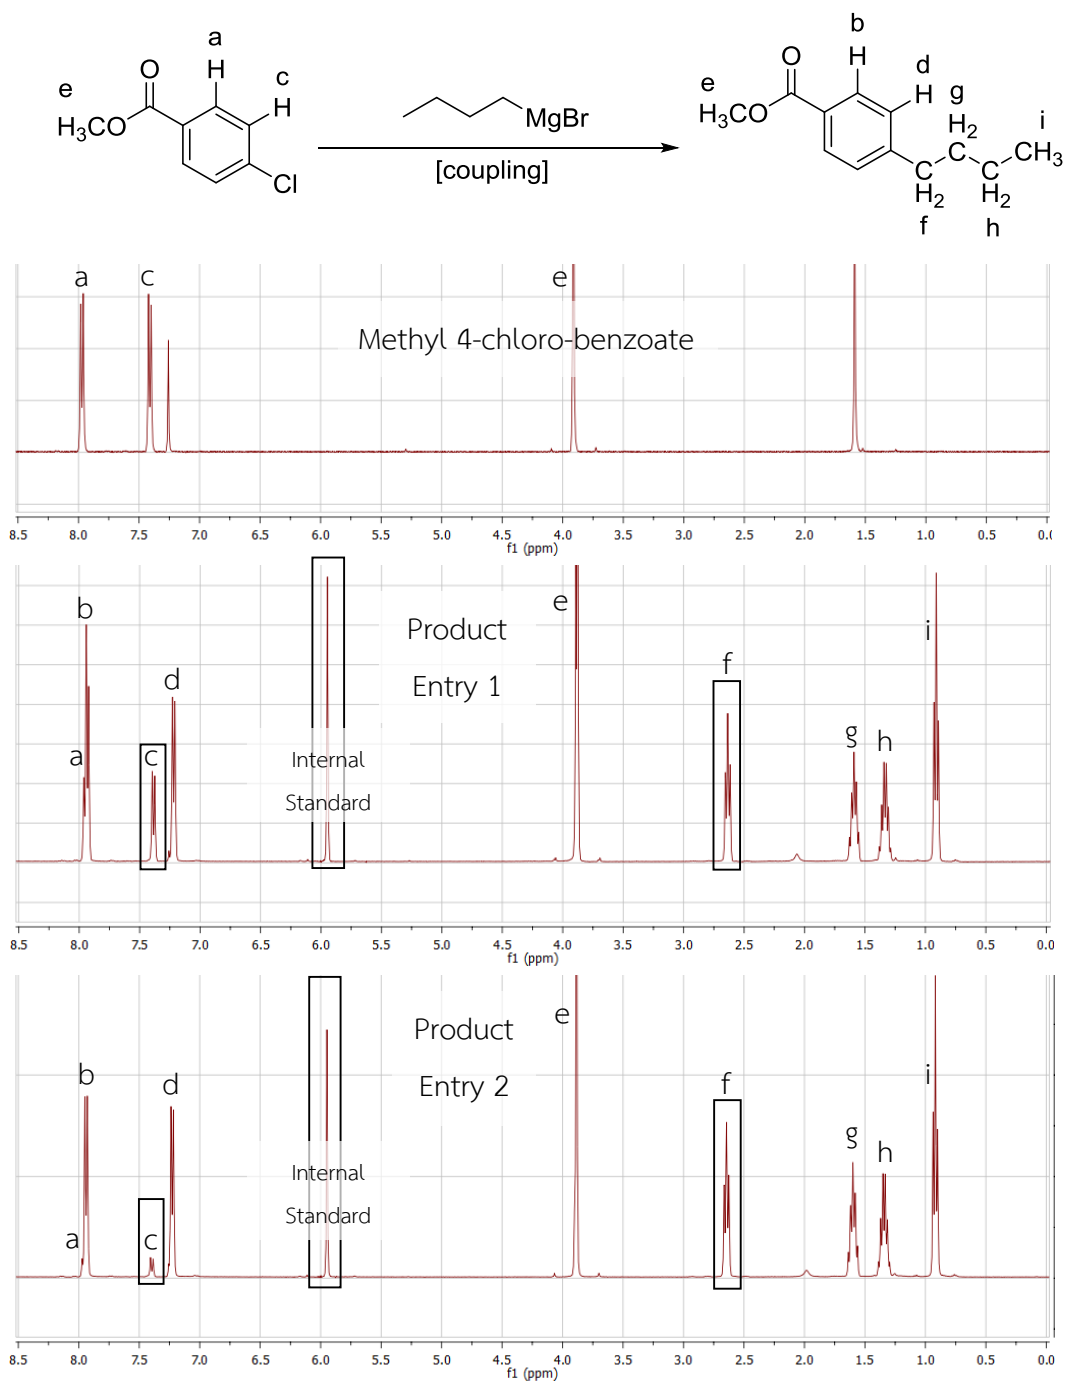 a
O
H
c
e
H
H3CO
Cl
MgBr
[coupling]
b
O
H
d
e
H
g
H3CO
H2
i
CH3
C
C
C
H2
C
H2
f
h
a
c
e
Methyl 4-chloro-benzoate
8.5 8.0 7.5 7.0 6.5 6.0 5.5 5.0 4.5 4.0 3.5 3.0 2.5 2.0 1.5 1.0 0.5 0.0
f1 (ppm)
b
e
Product
i
f
d
Entry 1
g
h
a
c
Internal
Standard
8.5 8.0 7.5 7.0 6.5 6.0 5.5 5.0 4.5 4.0 3.5 3.0 2.5 2.0 1.5 1.0 0.5 0.0
f1 (ppm)
e
Product
b
d
Entry 2
f
i
g
h
Internal
a
c
Standard
8.5 8.0 7.5 7.0 6.5 6.0 5.5 5.0 4.5 4.0 3.5 3.0 2.5 2.0 1.5 1.0 0.5 0.0
f1 (ppm)